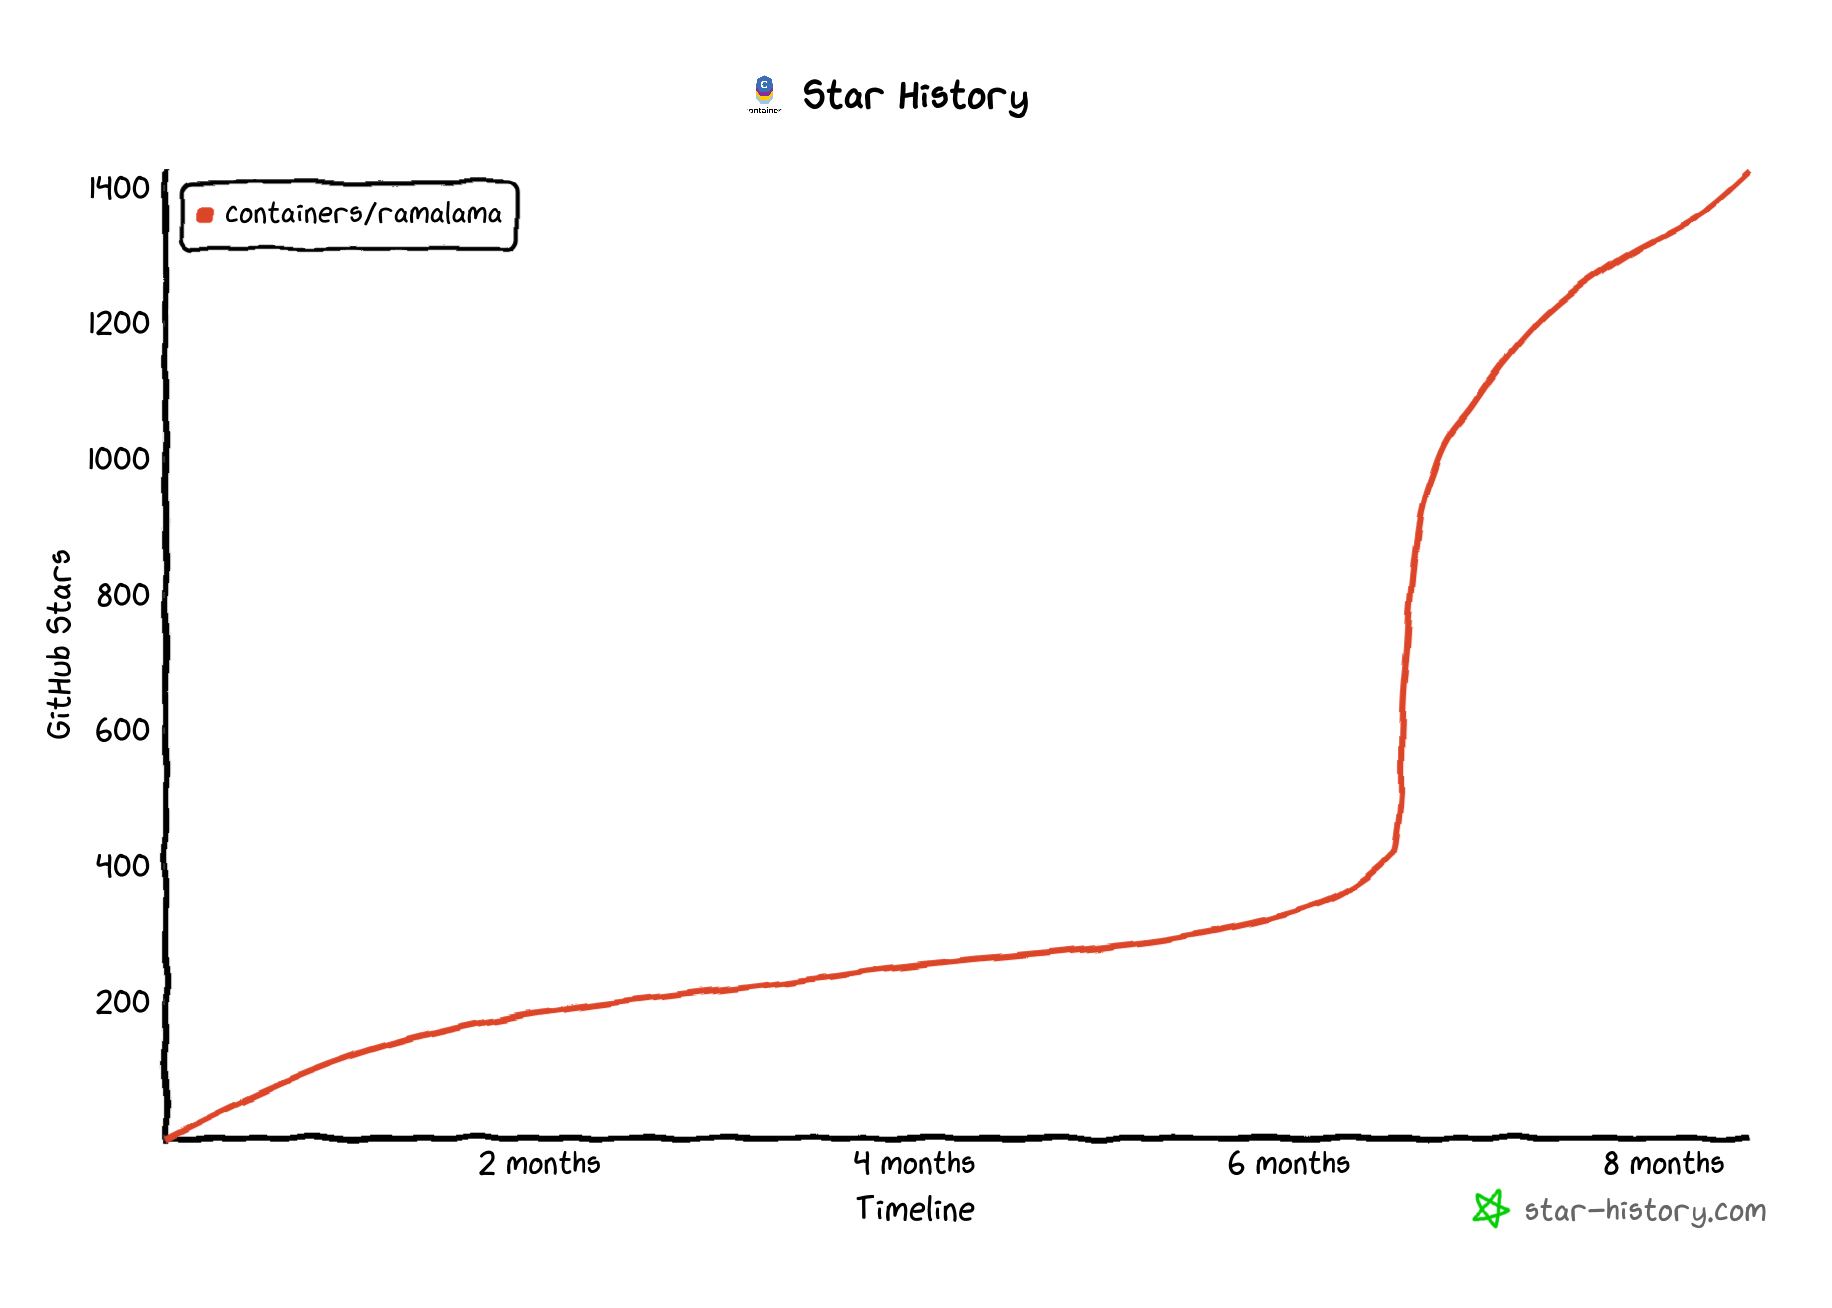 Star History
containers/ramalama
1400
1200
1000
800
600
400
200
GitHub Stars
2 months
4 months
6 months
8 months
Timeline
star-history.com